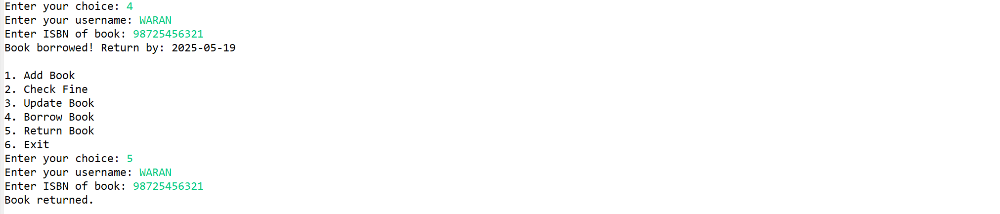 Enter your choice: 4
Enter your username: WARAN
Enter ISBN of book: 98725456321
Book borrowed! Return by: 2025-05-19

1. Add Book
2. Check Fine
3. Update Book
4. Borrow Book
5. Return Book
6. Exit
Enter your choice: 5
Enter your username: WARAN
Enter ISBN of book: 98725456321
Book returned.